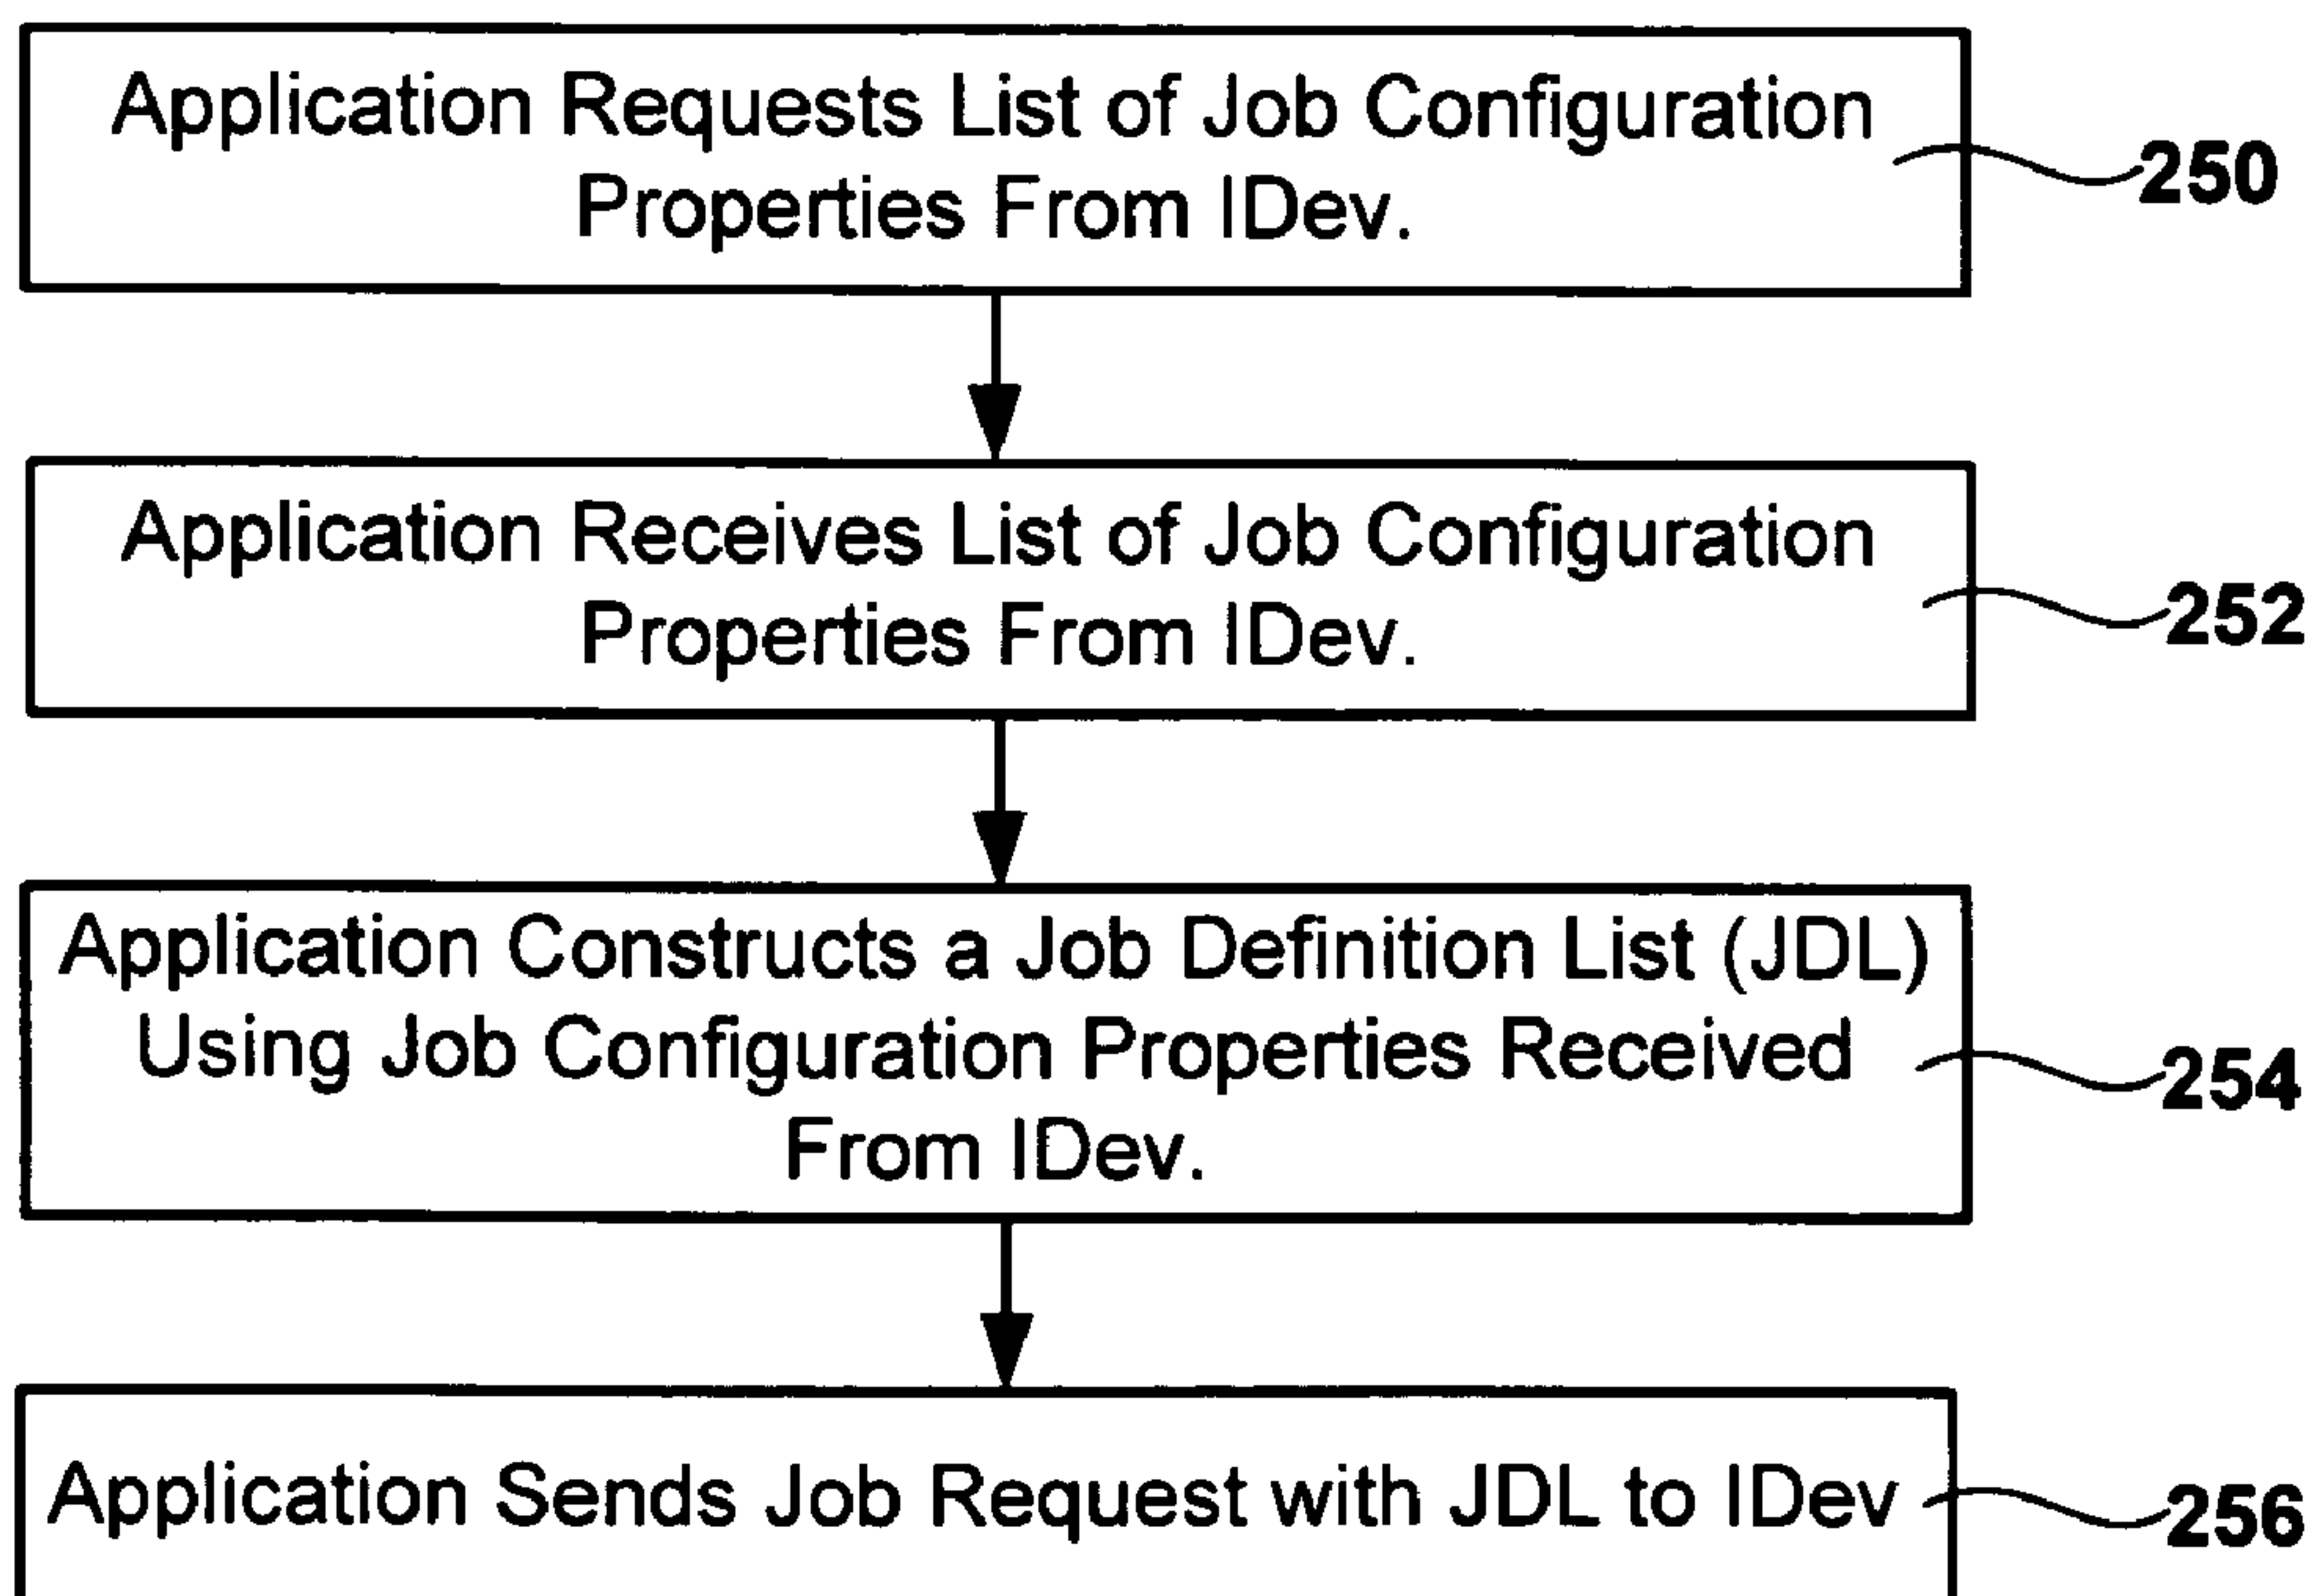 Application Requests List of Job Configuration
Properties From IDev.
250
Application Receives List of Job Configuration
Properties From IDev.
252
Application Constructs a Job Definition List (JDL)
Using Job Configuration Properties Received
From IDev.
254
Application Sends Job Request with JDL to IDev
256